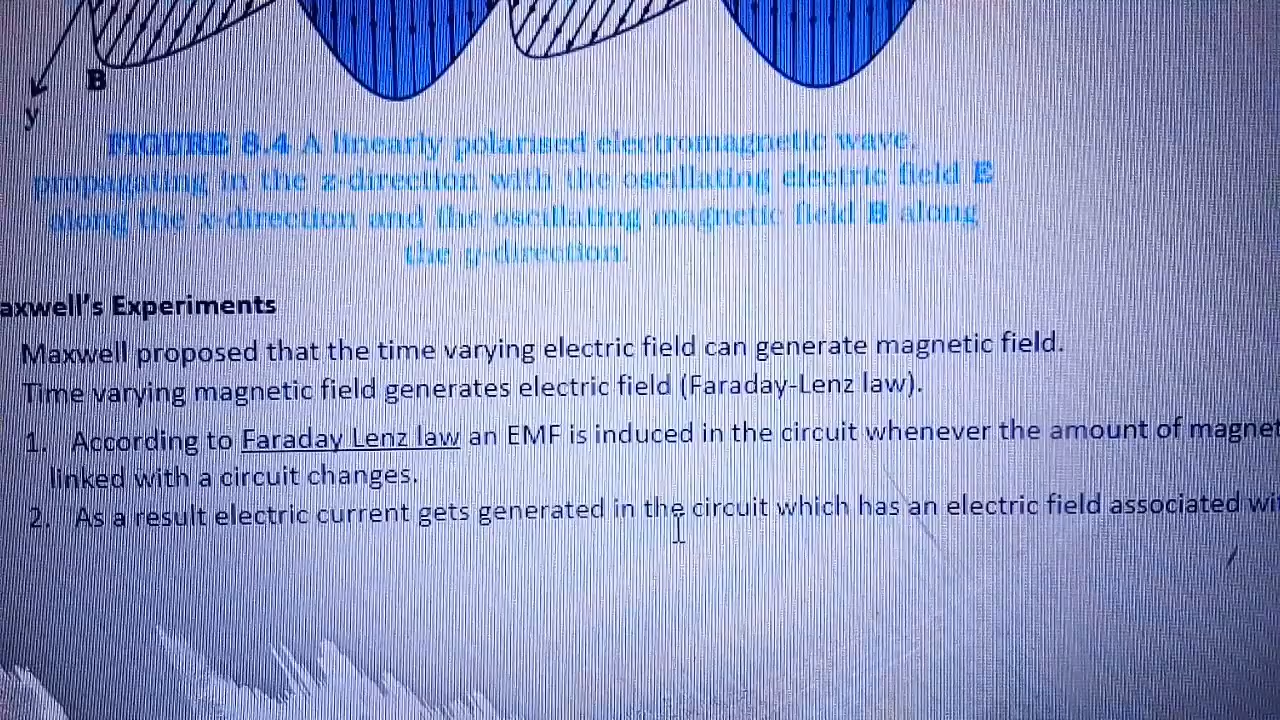 B
y
FIGURE 8.4 A linearly polarised electromagnetic wave,
propagating in the z-direction with the oscillating electric field E
along the x-direction and the oscillating magnetic field B along
the y-direction.
axwell's Experiments
Maxwell proposed that the time varying electric field can generate magnetic field.
Time varying magnetic field generates electric field (Faraday-Lenz law).
1. According to Faraday Lenz law an EMF is induced in the circuit whenever the amount of magnet
linked with a circuit changes.
2. As a result electric current gets generated in the circuit which has an electric field associated wi